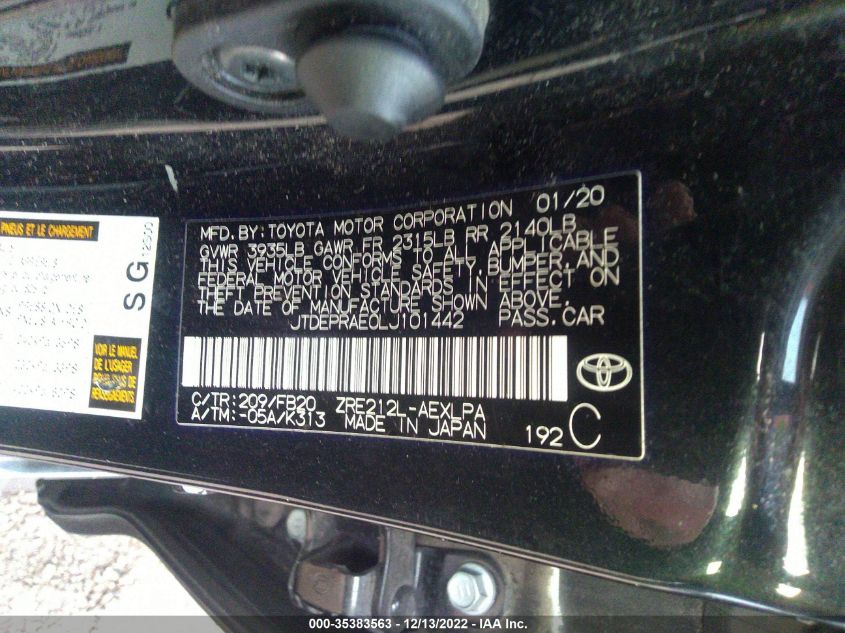 MFD. BY: TOYOTA MOTOR CORPORATION 01/20
GVWR 3935LB GAWR FR 2315LB RR 2140LB
THIS VEHICLE CONFORMS TO ALL APPLICABLE
FEDERAL MOTOR VEHICLE SAFETY, BUMPER, AND
THEFT PREVENTION STANDARDS IN EFFECT ON
THE DATE OF MANUFACTURE SHOWN ABOVE.
JTDEPRAE0LJ101442 PASS. CAR
C/TR: 209/FB20 ZRE212L-AEXLPA
A/TM: -05A/K313 MADE IN JAPAN
192 C
PNEUS ET LE CHARGEMENT
SG
12500
VOIR LE MANUEL
DE L'USAGER
POUR PLUS DE
RENSEIGNEMENTS
000-35383563 - 12/13/2022 - IAA Inc.